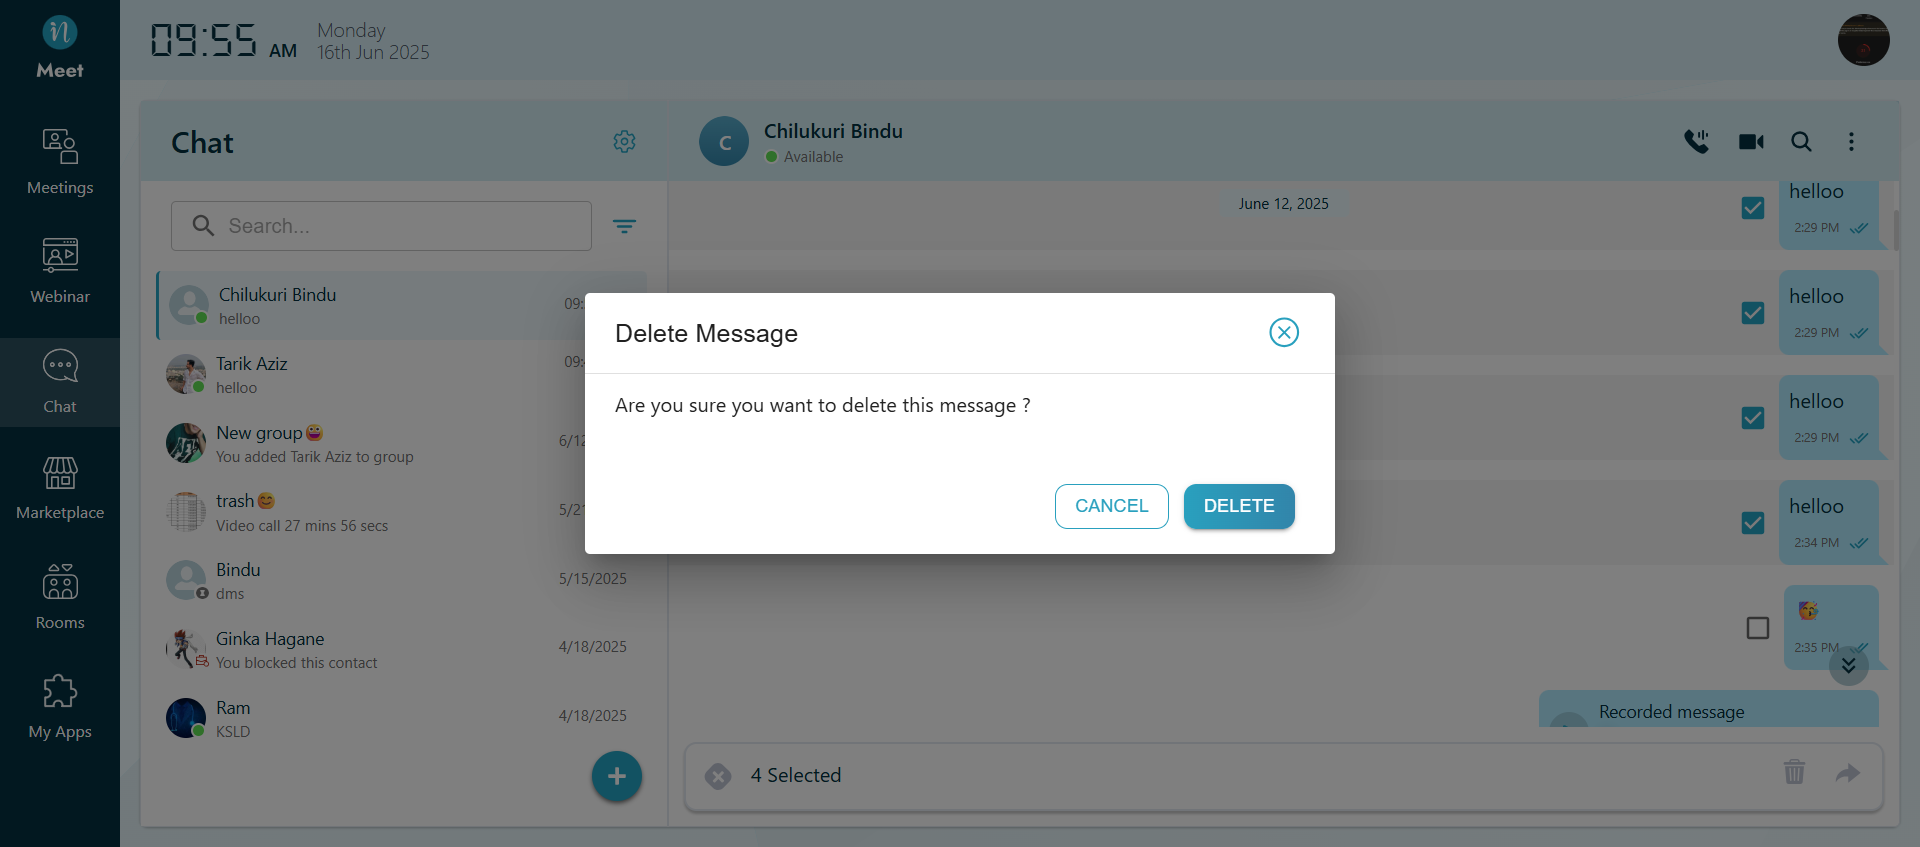 Meet
Meetings
Webinar
Chat
Marketplace
Rooms
My Apps
09:55 AM
Monday
16th Jun 2025
Chat
Search...
Chilukuri Bindu
helloo
09:
Tarik Aziz
helloo
09:
New group🤪
You added Tarik Aziz to group
6/12
trash😊
Video call 27 mins 56 secs
5/21
Bindu
dms
5/15/2025
Ginka Hagane
You blocked this contact
4/18/2025
Ram
KSLD
4/18/2025
C
Chilukuri Bindu
Available
June 12, 2025
helloo
2:29 PM
helloo
2:29 PM
helloo
2:29 PM
helloo
2:34 PM
🥳
2:35 PM
Recorded message
4 Selected
Delete Message
Are you sure you want to delete this message ?
CANCEL
DELETE